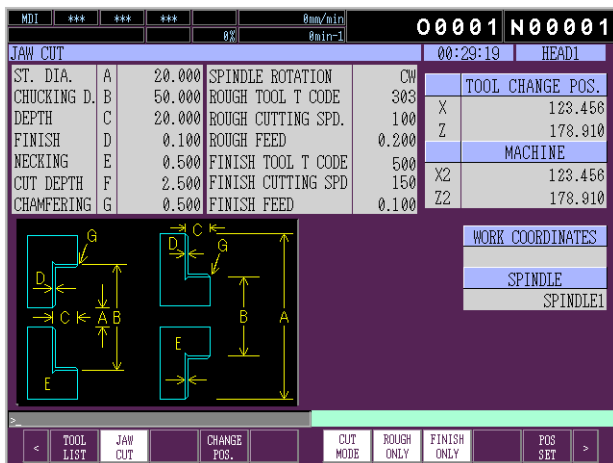 MDI *** *** *** 0mm/min O0001 N00001
0% 0min-1
JAW CUT 00:29:19 HEAD1
ST. DIA. A 20.000 SPINDLE ROTATION CW
CHUCKING D. B 50.000 ROUGH TOOL T CODE 303
DEPTH C 20.000 ROUGH CUTTING SPD. 100
FINISH D 0.100 ROUGH FEED 0.200
NECKING E 0.500 FINISH TOOL T CODE 500
CUT DEPTH F 2.500 FINISH CUTTING SPD 150
CHAMFERING G 0.500 FINISH FEED 0.100
TOOL CHANGE POS.
X 123.456
Z 178.910
MACHINE
X2 123.456
Z2 178.910
WORK COORDINATES
SPINDLE
SPINDLE1
G C G
D D
C A B B A
E E
>_
< TOOL LIST JAW CUT CHANGE POS. CUT MODE ROUGH ONLY FINISH ONLY POS SET >